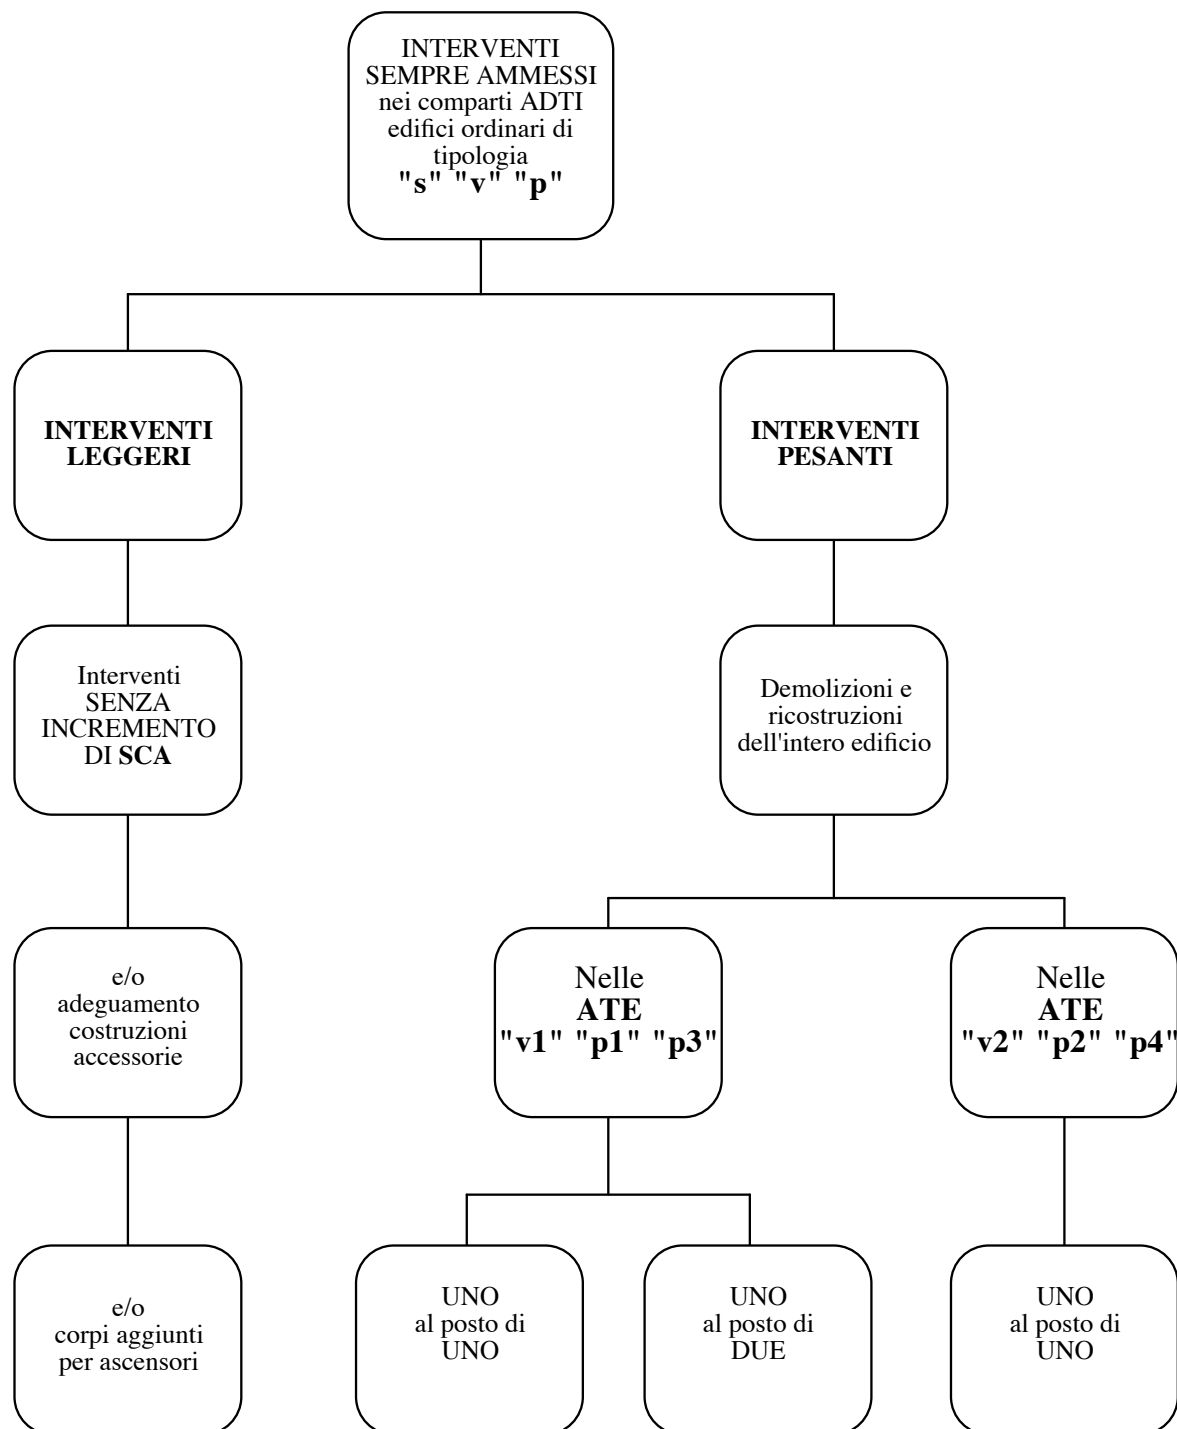 INTERVENTI
SEMPRE AMMESSI
nei comparti ADTI
edifici ordinari di
tipologia
"s" "v" "p"
INTERVENTI
LEGGERI
INTERVENTI
PESANTI
Interventi
SENZA
INCREMENTO
DI SCA
Demolizioni e
ricostruzioni
dell'intero edificio
e/o
adeguamento
costruzioni
accessorie
Nelle
ATE
"v1" "p1" "p3"
Nelle
ATE
"v2" "p2" "p4"
e/o
corpi aggiunti
per ascensori
UNO
al posto di
UNO
UNO
al posto di
DUE
UNO
al posto di
UNO